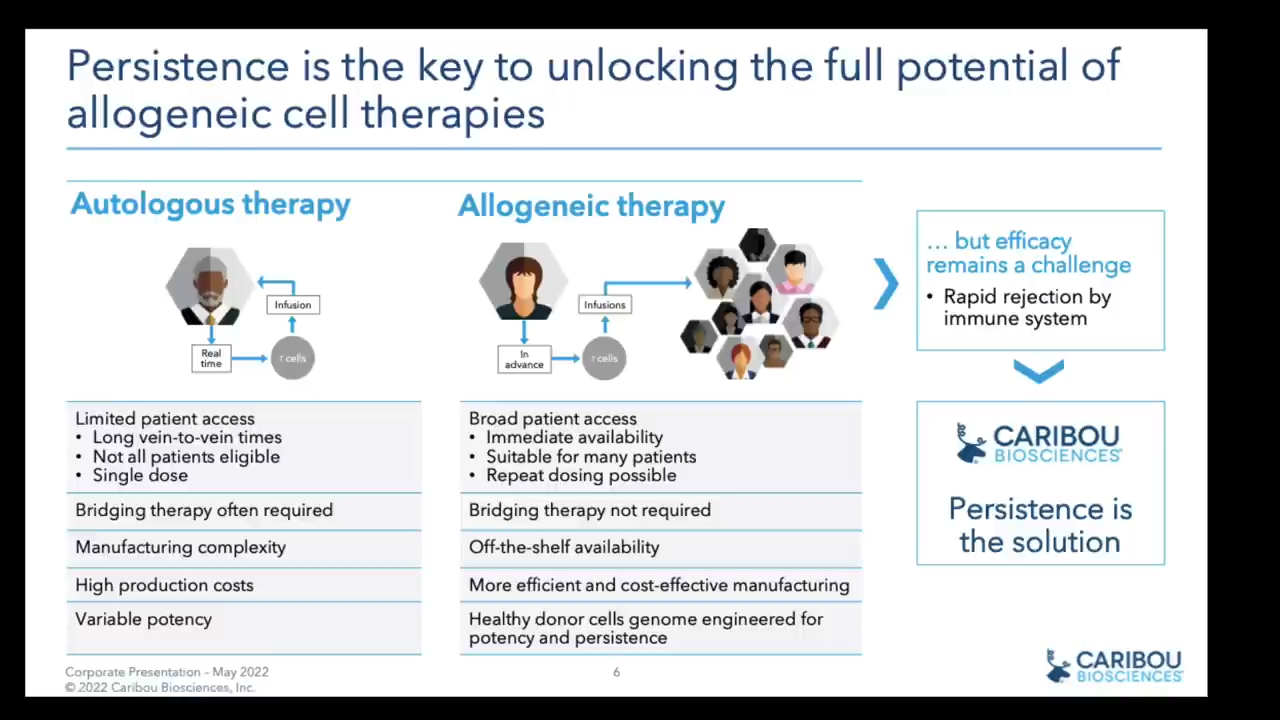 Persistence is the key to unlocking the full potential of
allogeneic cell therapies
Autologous therapy
Infusion
Real
time
T cells
Limited patient access
• Long vein-to-vein times
• Not all patients eligible
• Single dose
Bridging therapy often required
Manufacturing complexity
High production costs
Variable potency
Allogeneic therapy
Infusions
In
advance
T cells
Broad patient access
• Immediate availability
• Suitable for many patients
• Repeat dosing possible
Bridging therapy not required
Off-the-shelf availability
More efficient and cost-effective manufacturing
Healthy donor cells genome engineered for
potency and persistence
... but efficacy
remains a challenge
• Rapid rejection by
immune system
CARIBOU
BIOSCIENCES®
Persistence is
the solution
Corporate Presentation – May 2022
© 2022 Caribou Biosciences, Inc.
6
CARIBOU
BIOSCIENCES®